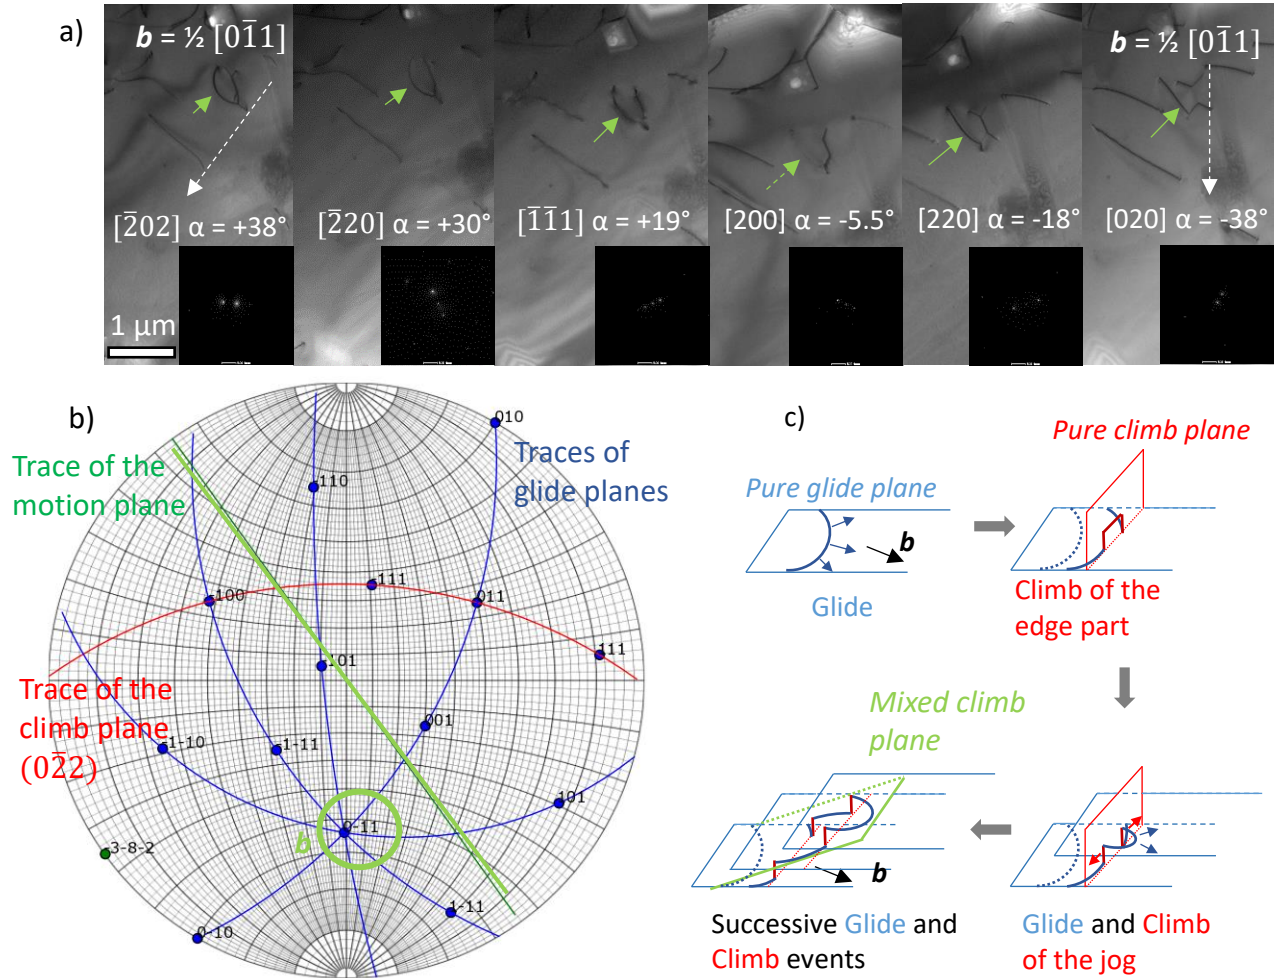 a)
b = ½ [01̄1]
b = ½ [01̄1]
[2̄02] α = +38°
[2̄20] α = +30°
[1̄1̄1] α = +19°
[200] α = -5.5°
[220] α = -18°
[020] α = -38°
1 µm
b)
Trace of the
motion plane
Traces of
glide planes
010
110
-111
-100
011
111
-101
Trace of the
climb plane
(02̄2)
001
-1-10
-1-11
101
b
0-11
-3-8-2
1-11
0-10
c)
Pure glide plane
b
Glide
Pure climb plane
Climb of the
edge part
Mixed climb
plane
b
Successive Glide and
Climb events
Glide and Climb
of the jog